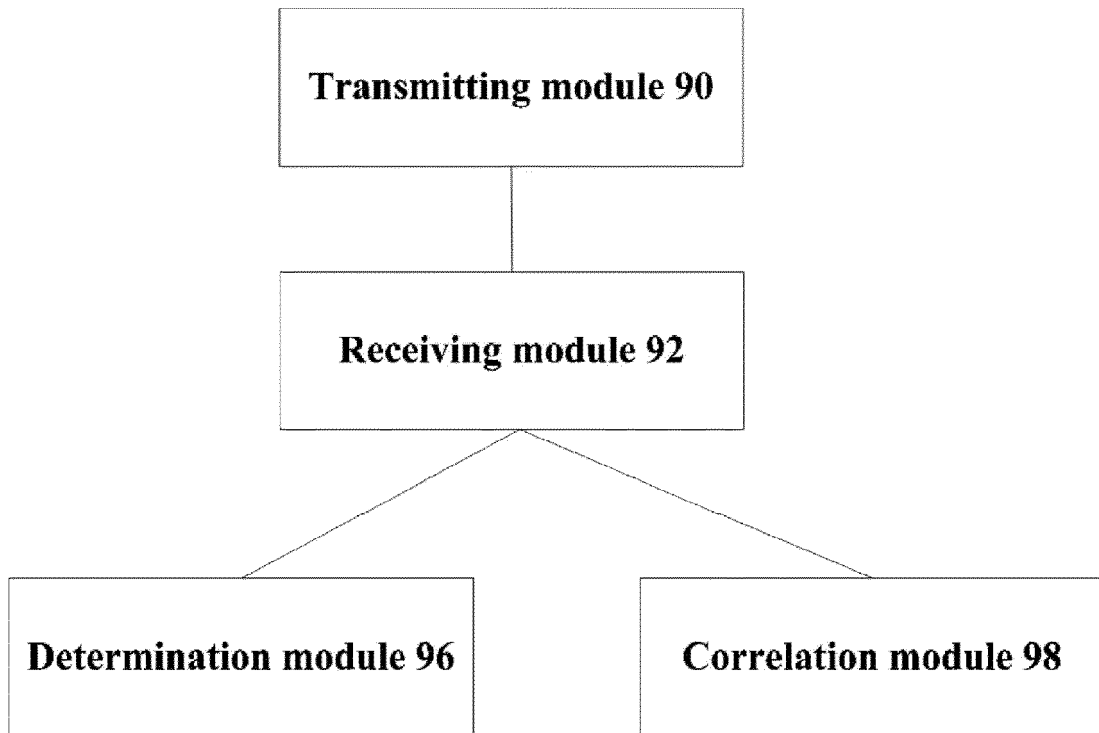 Transmitting module 90
Receiving module 92
Determination module 96
Correlation module 98